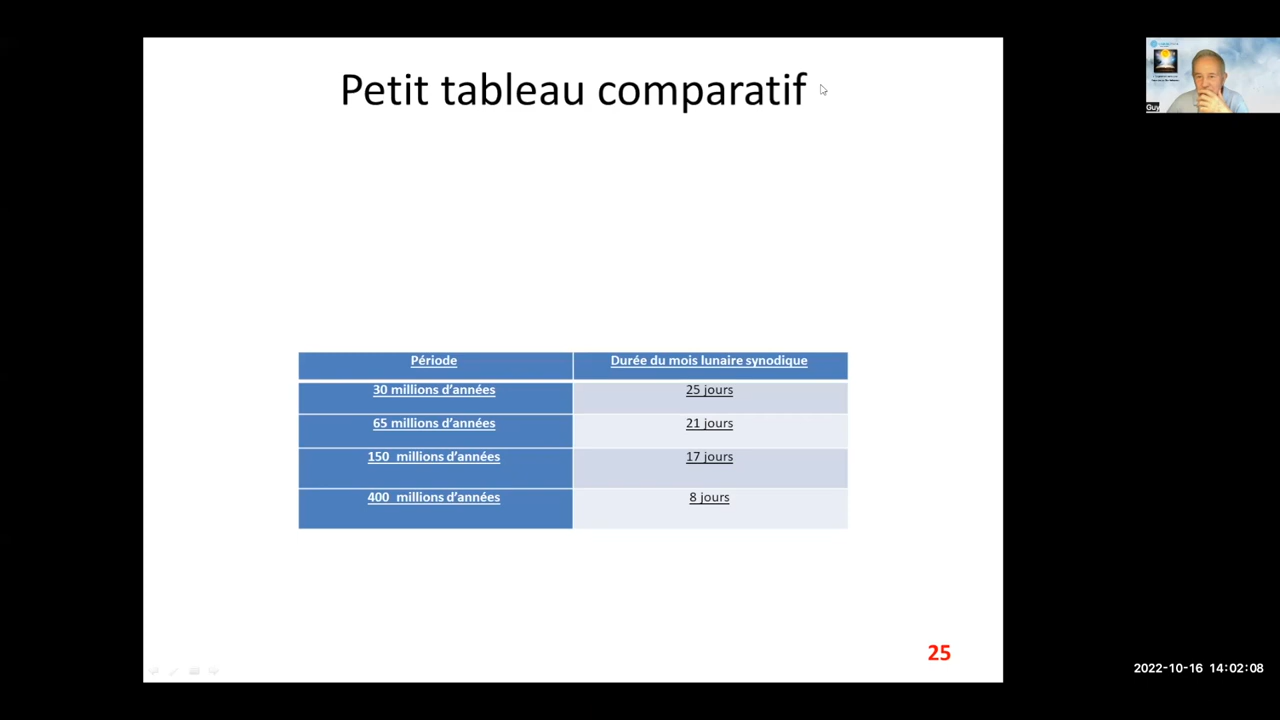 Petit tableau comparatif
Période Durée du mois lunaire synodique
30 millions d’années 25 jours
65 millions d’années 21 jours
150 millions d’années 17 jours
400 millions d’années 8 jours
25
Guy
2022-10-16 14:02:08